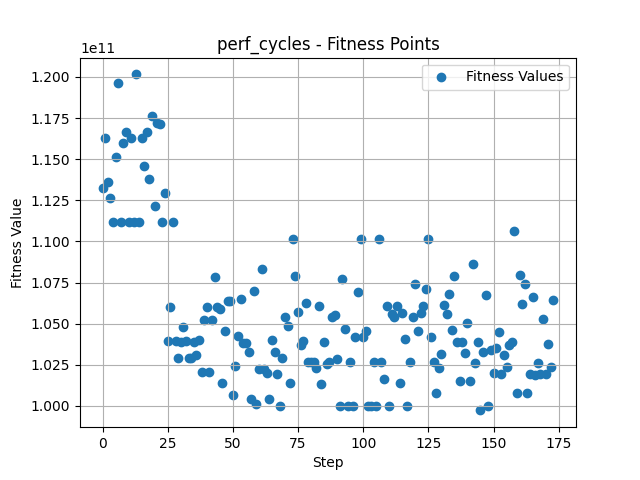 perf_cycles - Fitness Points
1e11
Fitness Values
1.200
1.175
1.150
1.125
1.100
1.075
1.050
1.025
1.000
Fitness Value
0 25 50 75 100 125 150 175
Step